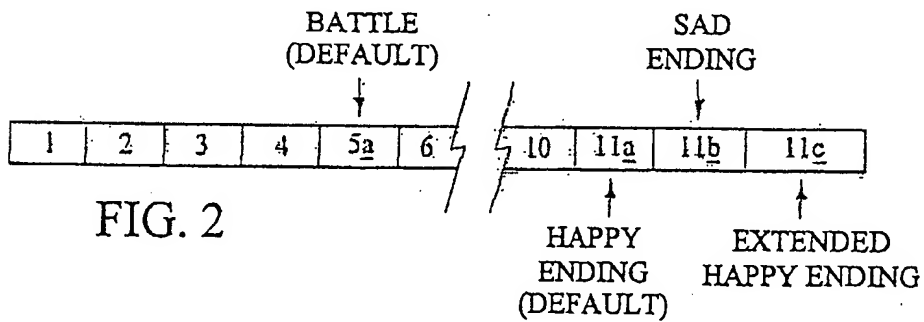 BATTLE
(DEFAULT)
SAD
ENDING
1 2 3 4 5a 6 10 11a 11b 11c
FIG. 2
HAPPY
ENDING
(DEFAULT)
EXTENDED
HAPPY ENDING